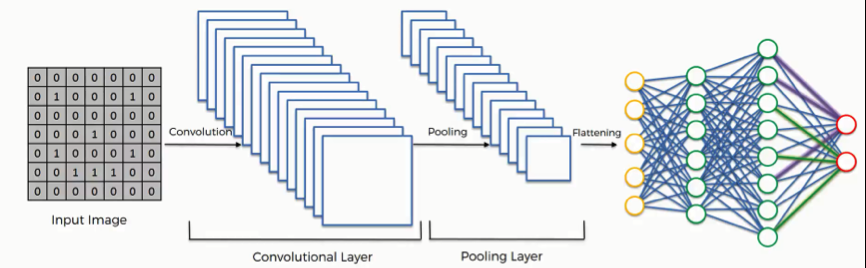 0 0 0 0 0 0 0
0 1 0 0 0 1 0
0 0 0 0 0 0 0
0 0 0 1 0 0 0
0 1 0 0 0 1 0
0 0 1 1 1 0 0
0 0 0 0 0 0 0
Input Image
Convolution
Convolutional Layer
Pooling
Pooling Layer
Flattening